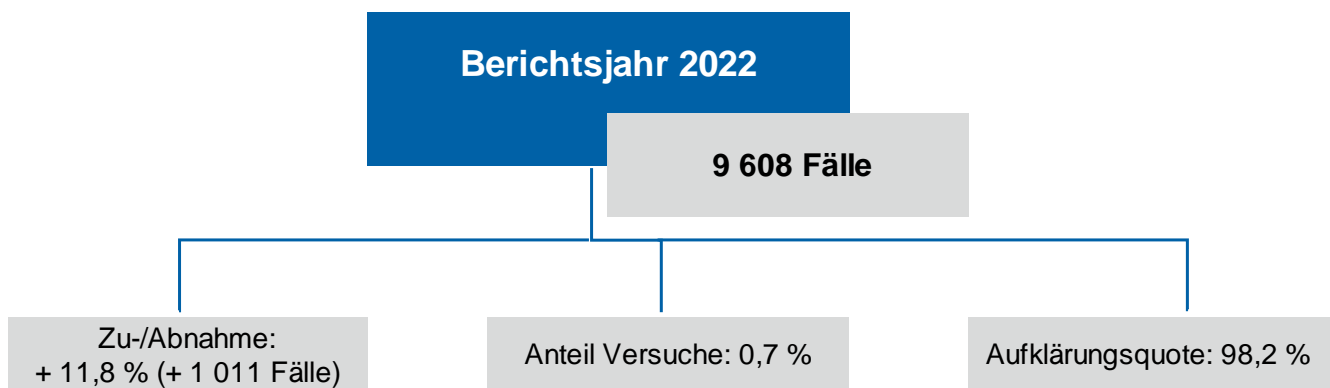 Berichtsjahr 2022
9 608 Fälle
Zu-/Abnahme:
+ 11,8 % (+ 1 011 Fälle)
Anteil Versuche: 0,7 %
Aufklärungsquote: 98,2 %